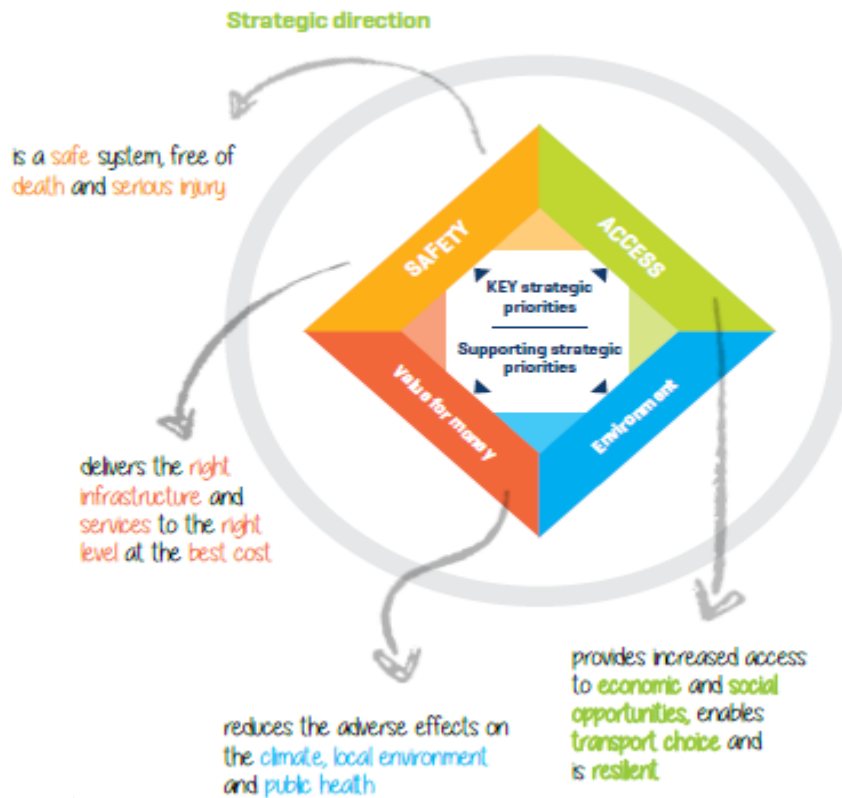 Strategic direction
is a safe system, free of
death and serious injury
SAFETY
ACCESS
KEY strategic
priorities
Supporting strategic
priorities
Value for money
Environment
delivers the right
infrastructure and
services to the right
level at the best cost
reduces the adverse effects on
the climate, local environment
and public health
provides increased access
to economic and social
opportunities, enables
transport choice and
is resilient